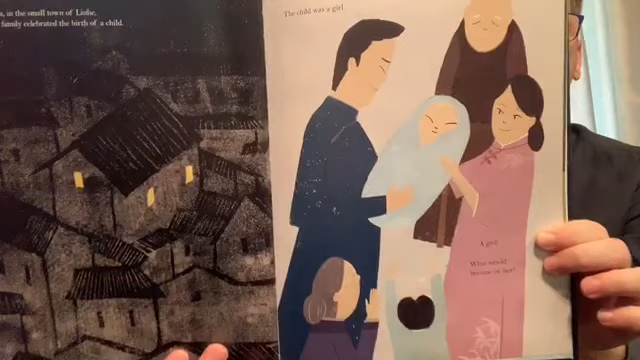 in the small town of Liuhe,
family celebrated the birth of a child.
The child was a girl.
A girl.
What would
become of her?